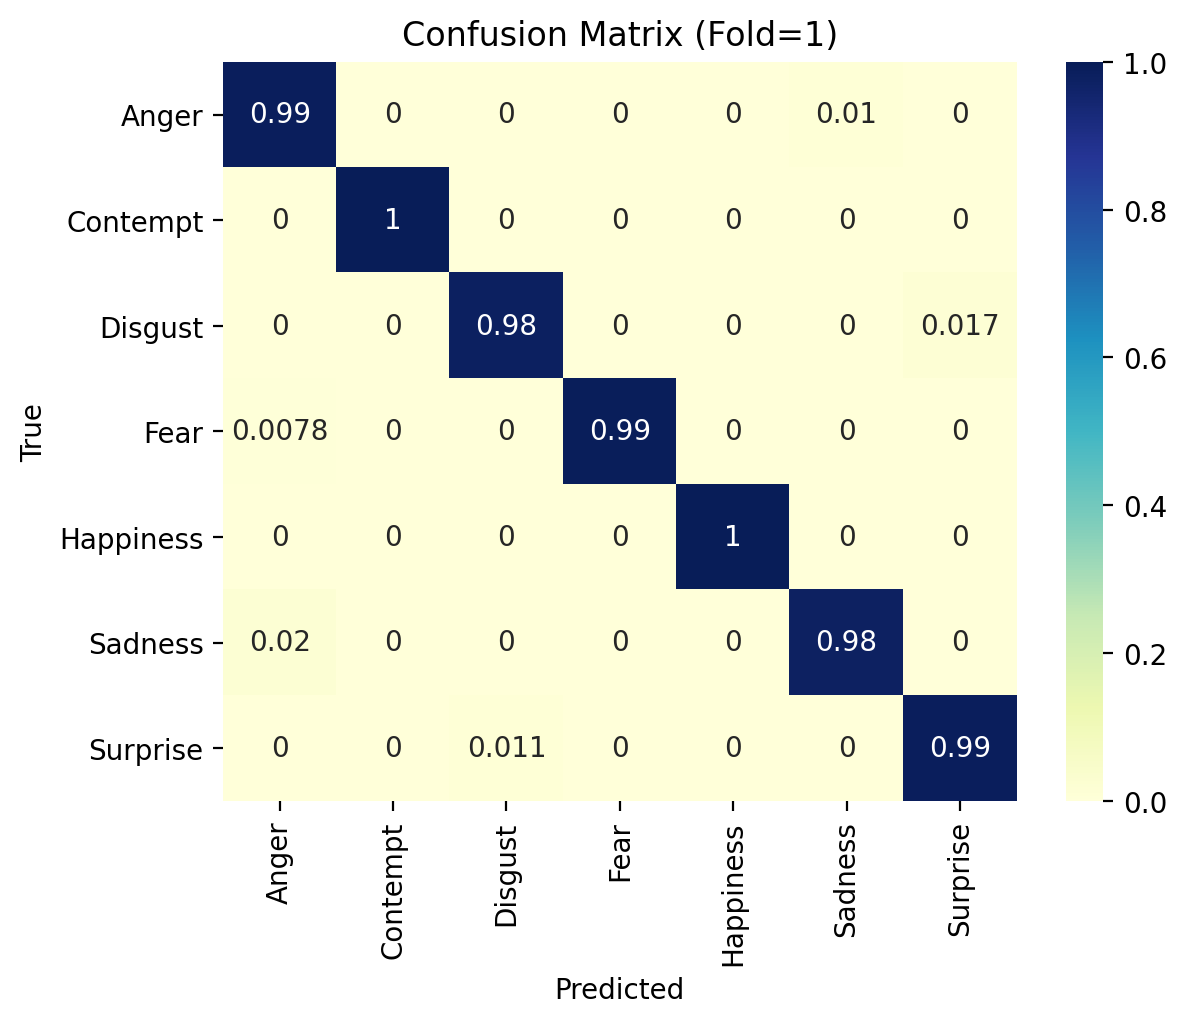 Confusion Matrix (Fold=1)
Anger 0.99 0 0 0 0 0.01 0
Contempt 0 1 0 0 0 0 0
Disgust 0 0 0.98 0 0 0 0.017
Fear 0.0078 0 0 0.99 0 0 0
Happiness 0 0 0 0 1 0 0
Sadness 0.02 0 0 0 0 0.98 0
Surprise 0 0 0.011 0 0 0 0.99
True
Anger Contempt Disgust Fear Happiness Sadness Surprise
Predicted
1.0
0.8
0.6
0.4
0.2
0.0